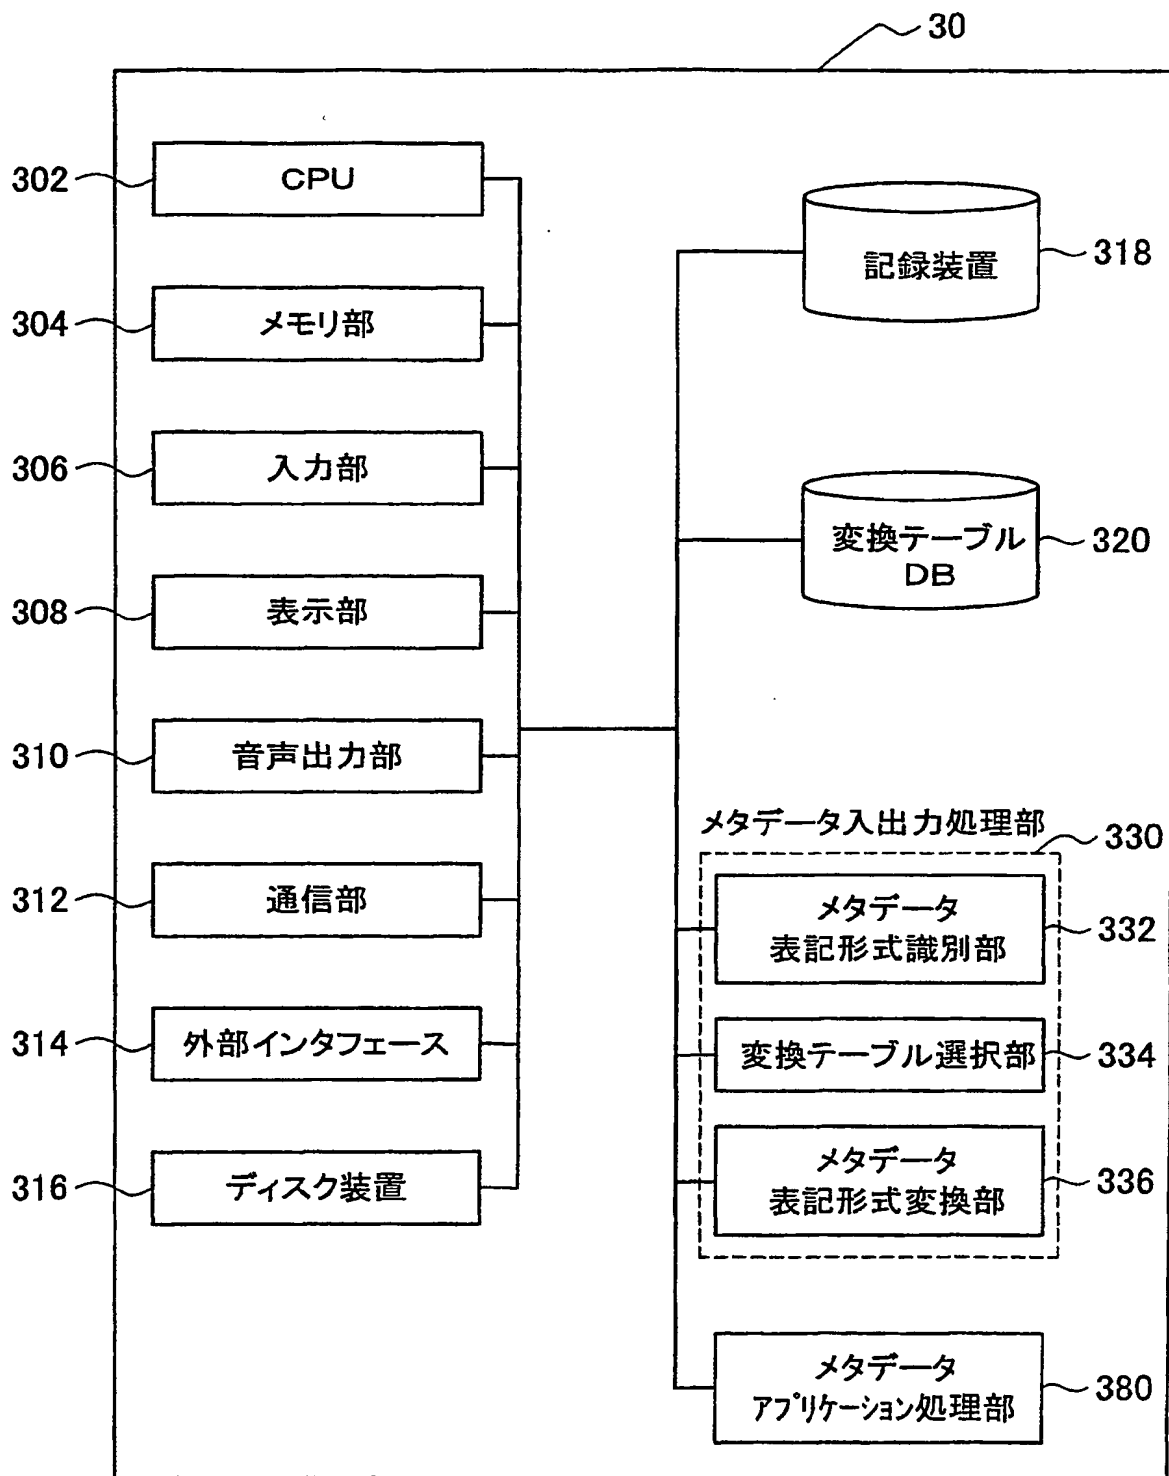 30
302
CPU
304
メモリ部
306
入力部
308
表示部
310
音声出力部
312
通信部
314
外部インタフェース
316
ディスク装置
記録装置
318
変換テーブル
DB
320
メタデータ入出力処理部
330
メタデータ
表記形式識別部
332
変換テーブル選択部
334
メタデータ
表記形式変換部
336
メタデータ
アプリケーション処理部
380